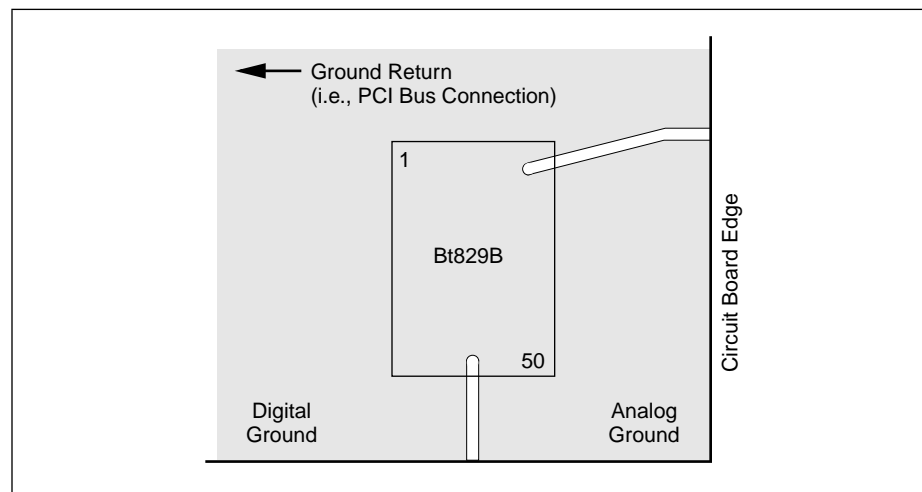 Ground Return
(i.e., PCI Bus Connection)
1
Bt829B
50
Digital
Ground
Analog
Ground
Circuit Board Edge